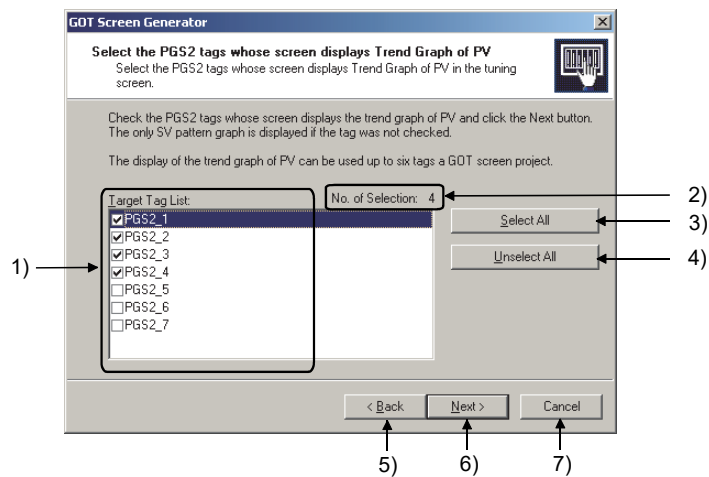 GOT Screen Generator
Select the PGS2 tags whose screen displays Trend Graph of PV
Select the PGS2 tags whose screen displays Trend Graph of PV in the tuning
screen.
Check the PGS2 tags whose screen displays the trend graph of PV and click the Next button.
The only SV pattern graph is displayed if the tag was not checked.
The display of the trend graph of PV can be used up to six tags a GOT screen project.
Target Tag List:
No. of Selection: 4
2)
PGS2_1
Select All
3)
PGS2_2
PGS2_3
Unselect All
4)
1)
PGS2_4
PGS2_5
PGS2_6
PGS2_7
< Back
Next >
Cancel
5)
6)
7)